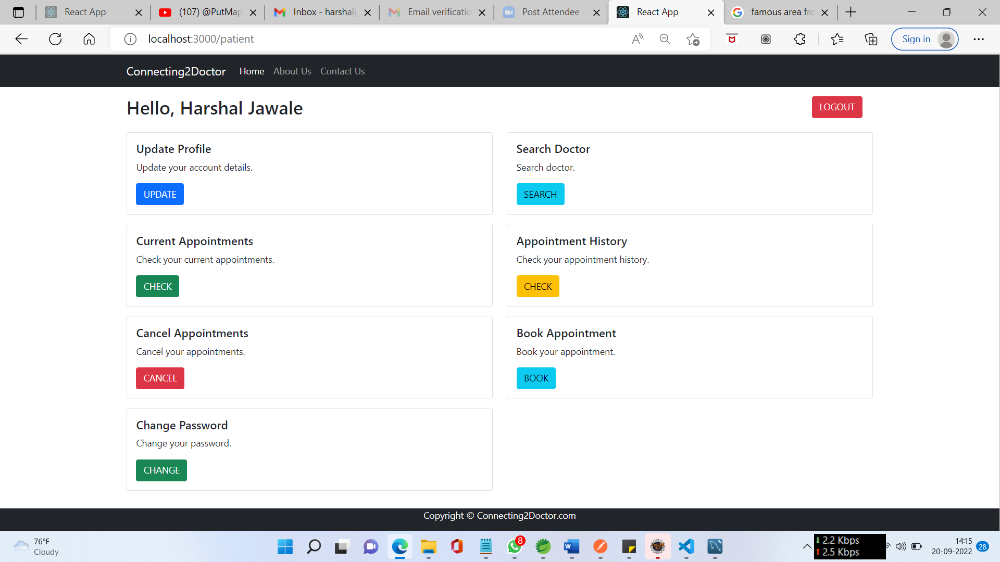 React App
(107) @PutMap
Inbox - harshalj
Email verificatio
Post Attendee -
React App
famous area fro
localhost:3000/patient
Sign in
Connecting2Doctor Home About Us Contact Us
Hello, Harshal Jawale
LOGOUT
Update Profile
Update your account details.
UPDATE
Search Doctor
Search doctor.
SEARCH
Current Appointments
Check your current appointments.
CHECK
Appointment History
Check your appointment history.
CHECK
Cancel Appointments
Cancel your appointments.
CANCEL
Book Appointment
Book your appointment.
BOOK
Change Password
Change your password.
CHANGE
Copyright © Connecting2Doctor.com
76°F
Cloudy
8
2.2 Kbps
2.5 Kbps
14:15
20-09-2022
28